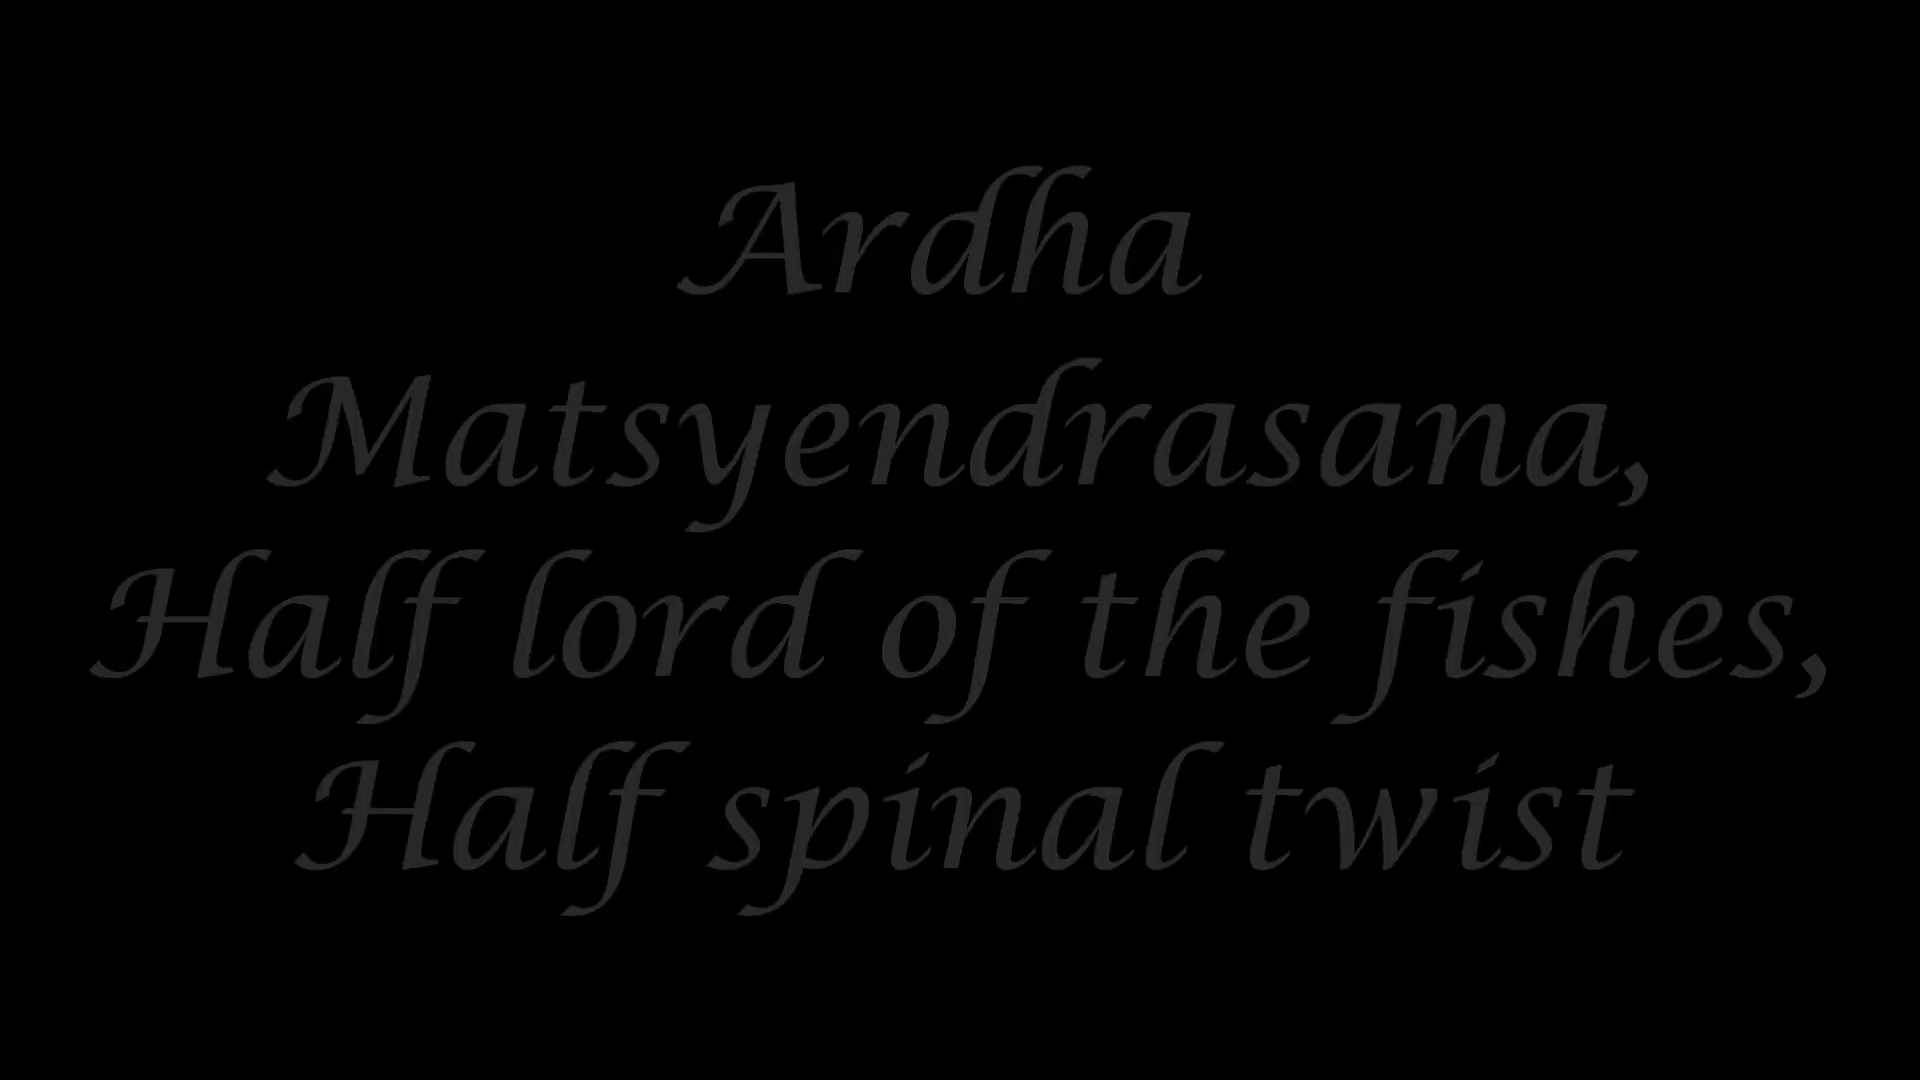 Ardha
Matsyendrasana,
Half lord of the fishes,
Half spinal twist